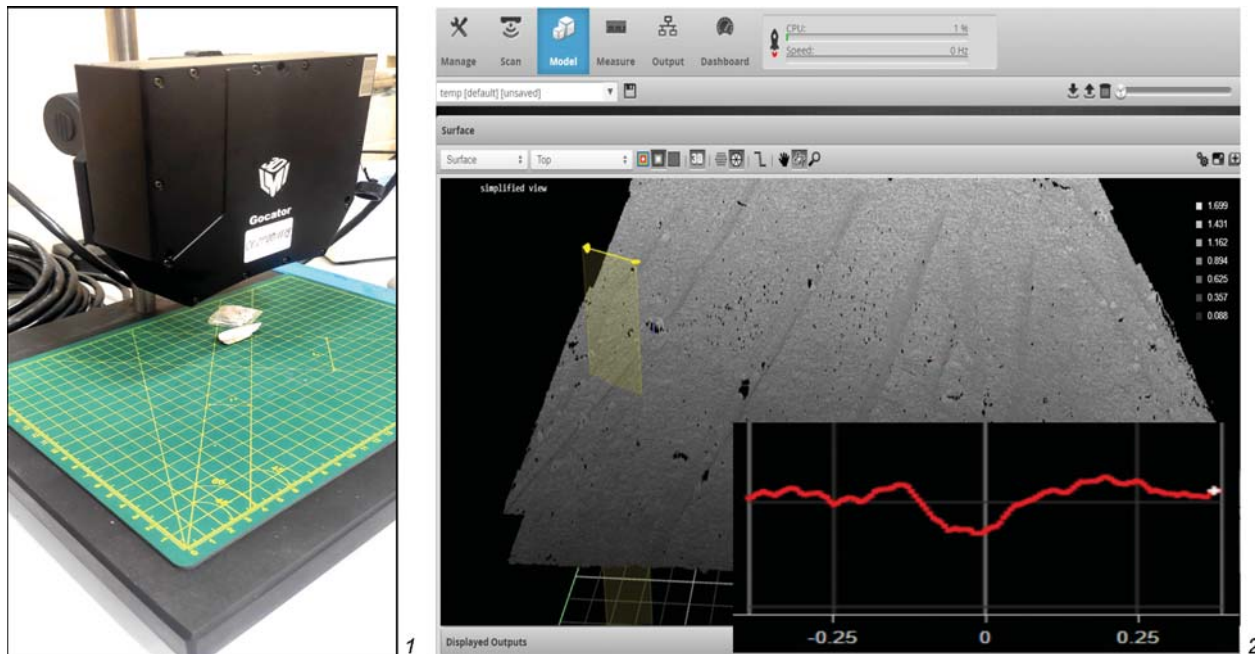 Gocator
1
Manage Scan Model Measure Output Dashboard
CPU: 1 %
Speed: 0 Hz
temp [default] [unsaved]
Surface
Surface Top 3D
simplified view
1.699
1.431
1.162
0.894
0.625
0.357
0.088
-0.25 0 0.25
Displayed Outputs
2